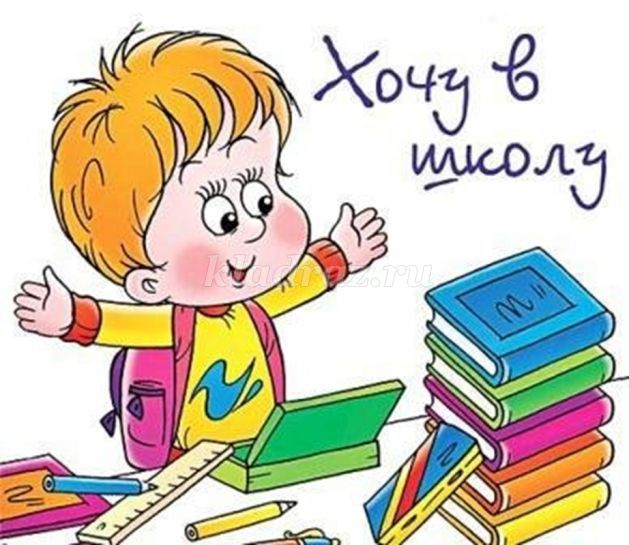 Хочу в
школу
kladraz.ru